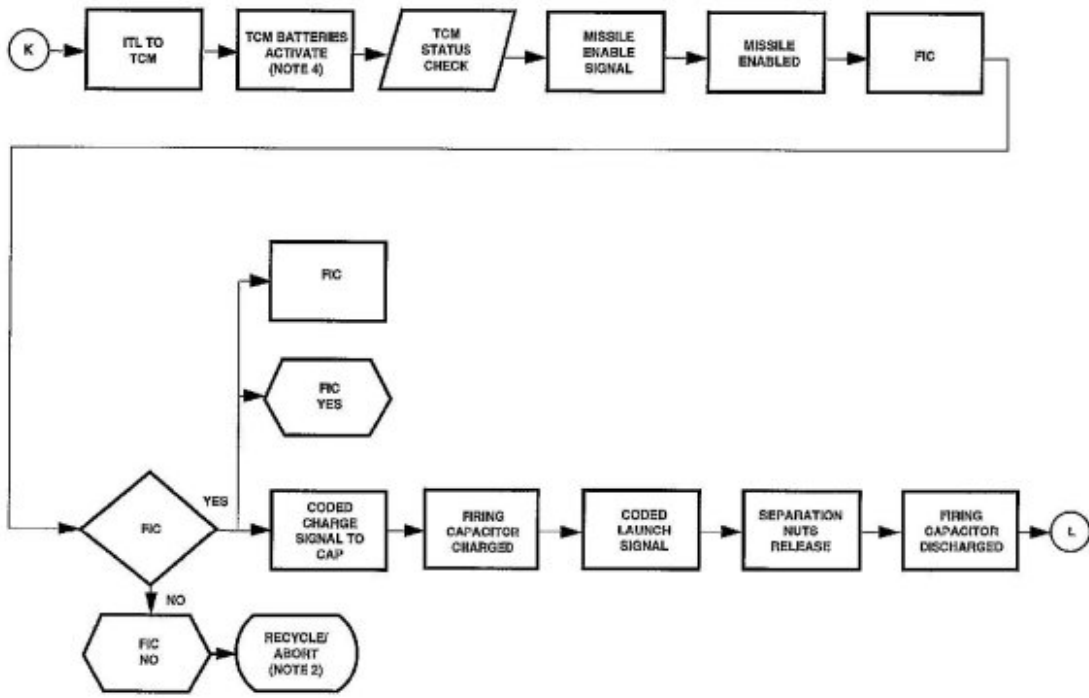 K
ITL TO
TCM
TCM BATTERIES
ACTIVATE
(NOTE 4)
TCM
STATUS
CHECK
MISSILE
ENABLE
SIGNAL
MISSILE
ENABLED
FIC
FIC
FIC
YES
FIC
YES
CODED
CHARGE
SIGNAL TO
CAP
FIRING
CAPACITOR
CHARGED
CODED
LAUNCH
SIGNAL
SEPARATION
NUTS
RELEASE
FIRING
CAPACITOR
DISCHARGED
L
NO
FIC
NO
RECYCLE/
ABORT
(NOTE 2)